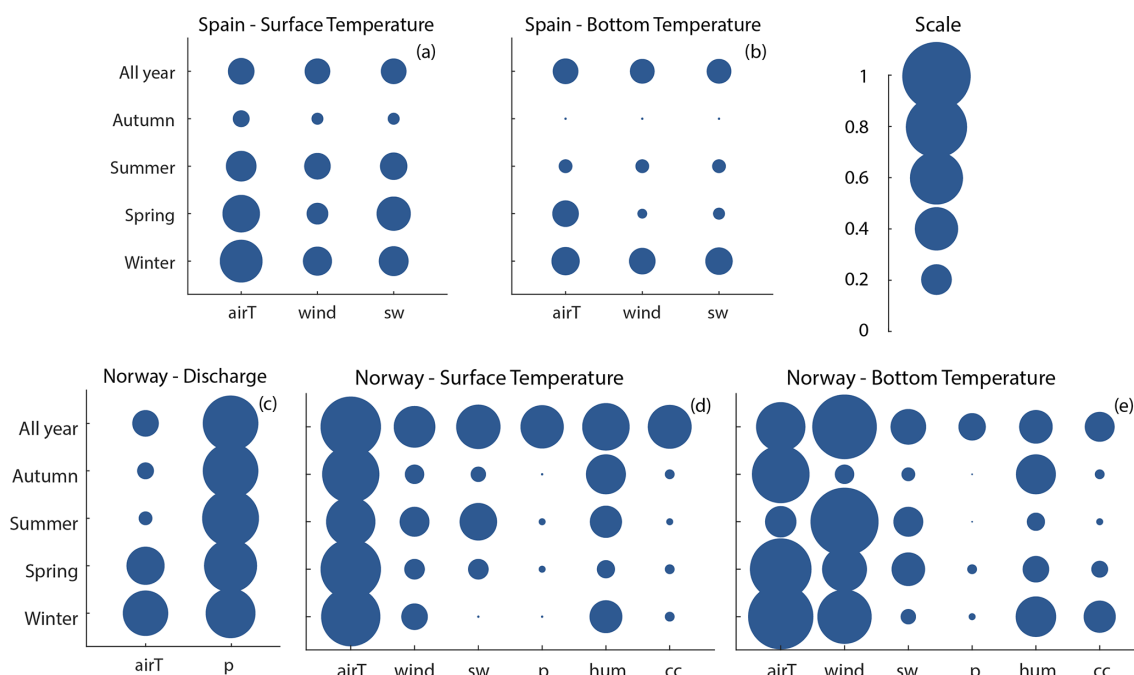 Spain - Surface Temperature
(a)
All year
Autumn
Summer
Spring
Winter
airT wind sw
Spain - Bottom Temperature
(b)
airT wind sw
Scale
1
0.8
0.6
0.4
0.2
0
Norway - Discharge
(c)
All year
Autumn
Summer
Spring
Winter
airT p
Norway - Surface Temperature
(d)
airT wind sw p hum cc
Norway - Bottom Temperature
(e)
airT wind sw p hum cc